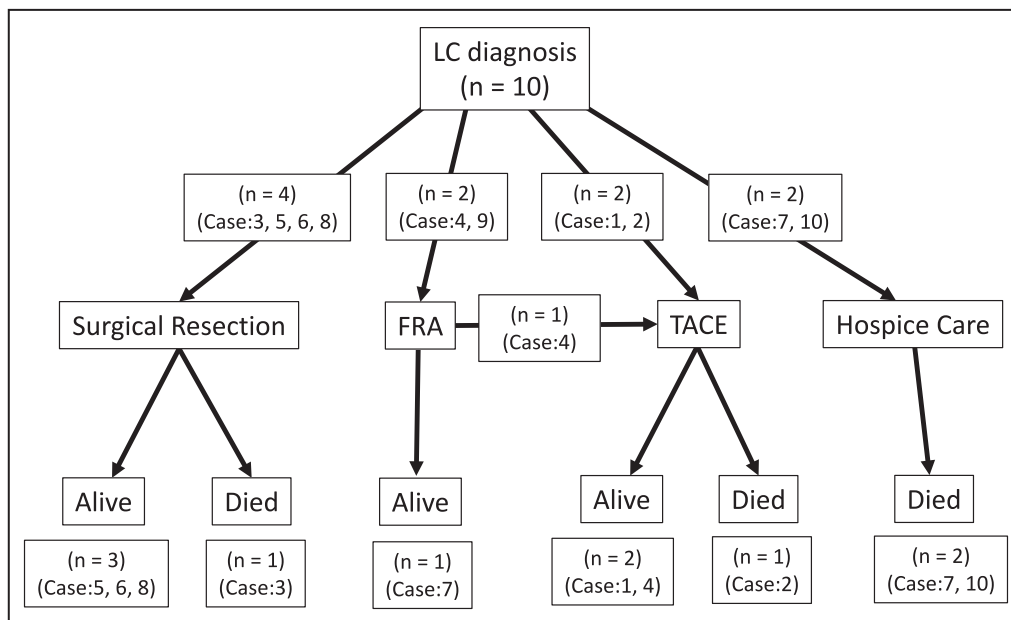 LC diagnosis
(n = 10)
(n = 4)
(Case:3, 5, 6, 8)
(n = 2)
(Case:4, 9)
(n = 2)
(Case:1, 2)
(n = 2)
(Case:7, 10)
Surgical Resection
FRA
(n = 1)
(Case:4)
TACE
Hospice Care
Alive
Died
Alive
Alive
Died
Died
(n = 3)
(Case:5, 6, 8)
(n = 1)
(Case:3)
(n = 1)
(Case:7)
(n = 2)
(Case:1, 4)
(n = 1)
(Case:2)
(n = 2)
(Case:7, 10)